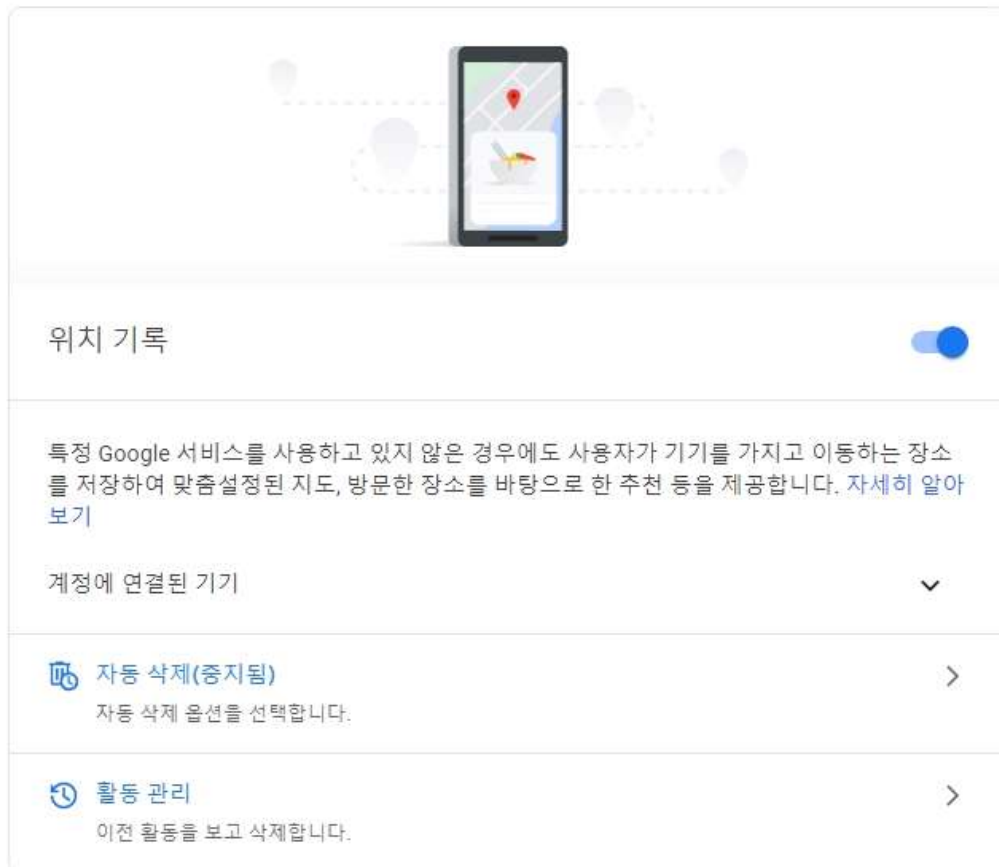 위치 기록
특정 Google 서비스를 사용하고 있지 않은 경우에도 사용자가 기기를 가지고 이동하는 장소
를 저장하여 맞춤설정된 지도, 방문한 장소를 바탕으로 한 추천 등을 제공합니다. 자세히 알아
보기
계정에 연결된 기기
자동 삭제(중지됨)
자동 삭제 옵션을 선택합니다.
활동 관리
이전 활동을 보고 삭제합니다.